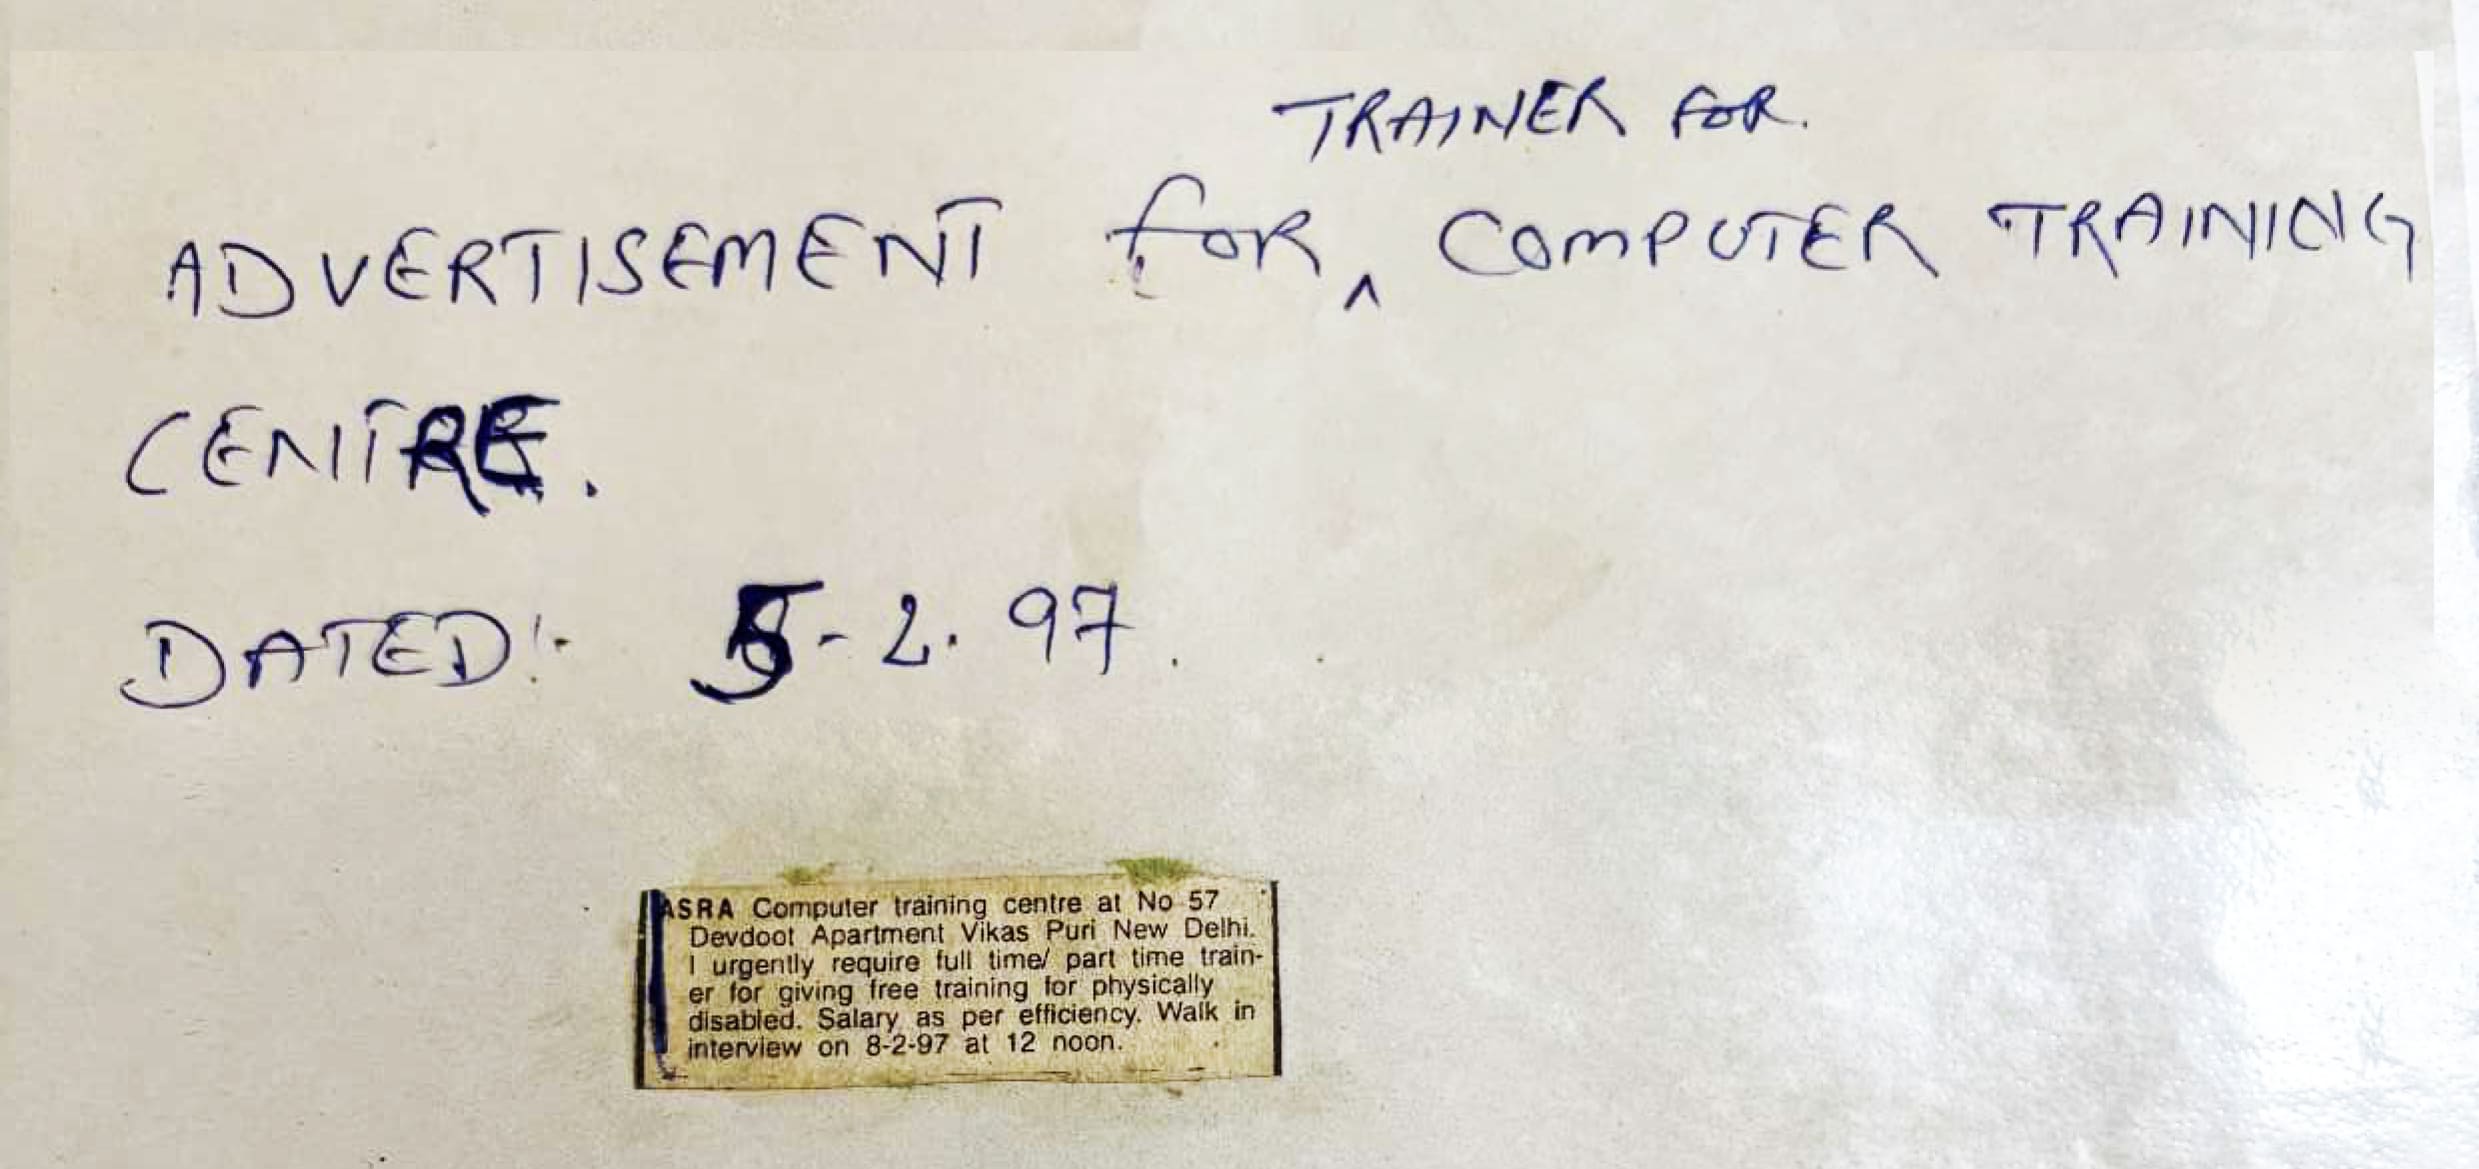 TRAINER FOR.
ADVERTISEMENT for ^ COMPUTER TRAINING
CENTRE.
DATED:- 5-2.97.
ASRA Computer training centre at No 57
Devdoot Apartment Vikas Puri New Delhi.
I urgently require full time/ part time train-
er for giving free training for physically
disabled. Salary as per efficiency. Walk in
interview on 8-2-97 at 12 noon.